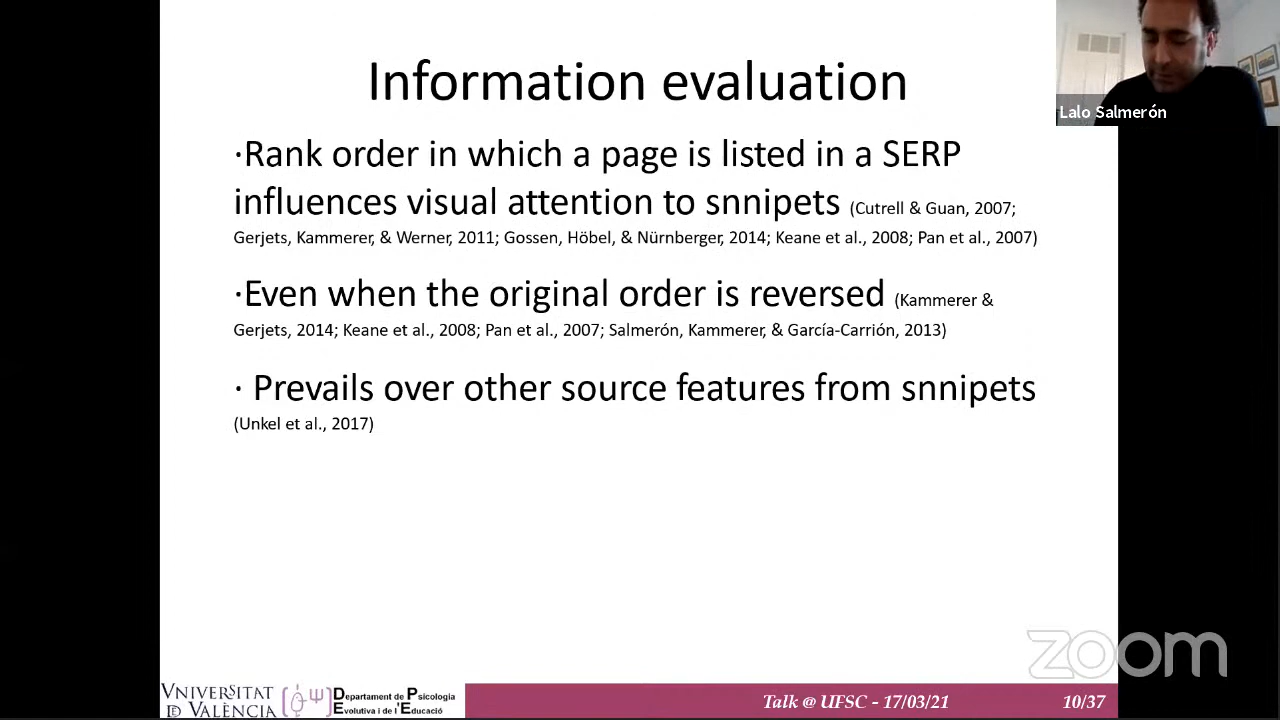 Information evaluation
Lalo Salmerón
·Rank order in which a page is listed in a SERP
influences visual attention to snnipets (Cutrell & Guan, 2007;
Gerjets, Kammerer, & Werner, 2011; Gossen, Höbel, & Nürnberger, 2014; Keane et al., 2008; Pan et al., 2007)
·Even when the original order is reversed (Kammerer &
Gerjets, 2014; Keane et al., 2008; Pan et al., 2007; Salmerón, Kammerer, & García-Carrión, 2013)
· Prevails over other source features from snnipets
(Unkel et al., 2017)
zoom
VNIVERSITAT
DE VALÈNCIA
Departament de Psicologia
Evolutiva i de l'Educació
Talk @ UFSC - 17/03/21
10/37